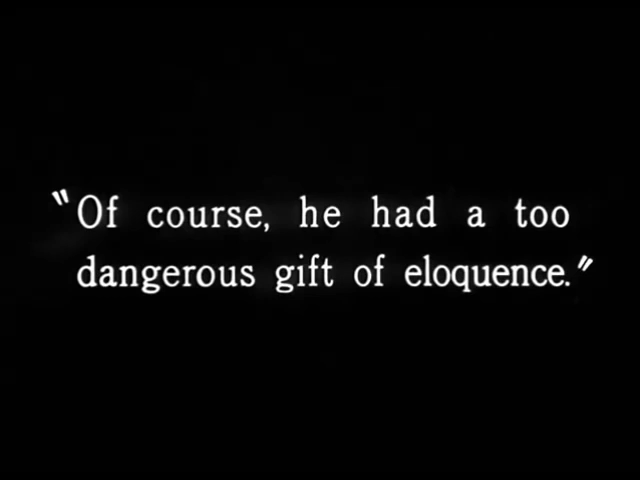 "Of course, he had a too
dangerous gift of eloquence."